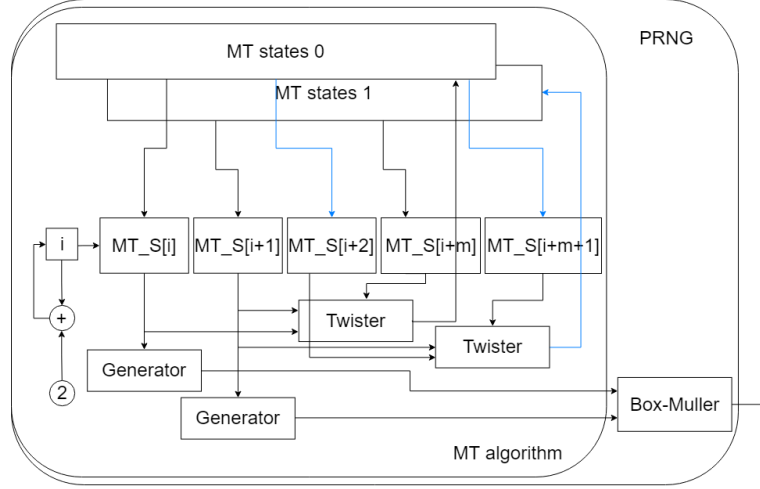 MT states 0
PRNG
MT states 1
i
MT_S[i]
MT_S[i+1]
MT_S[i+2]
MT_S[i+m]
MT_S[i+m+1]
+
Twister
Twister
Generator
2
Generator
Box-Muller
MT algorithm